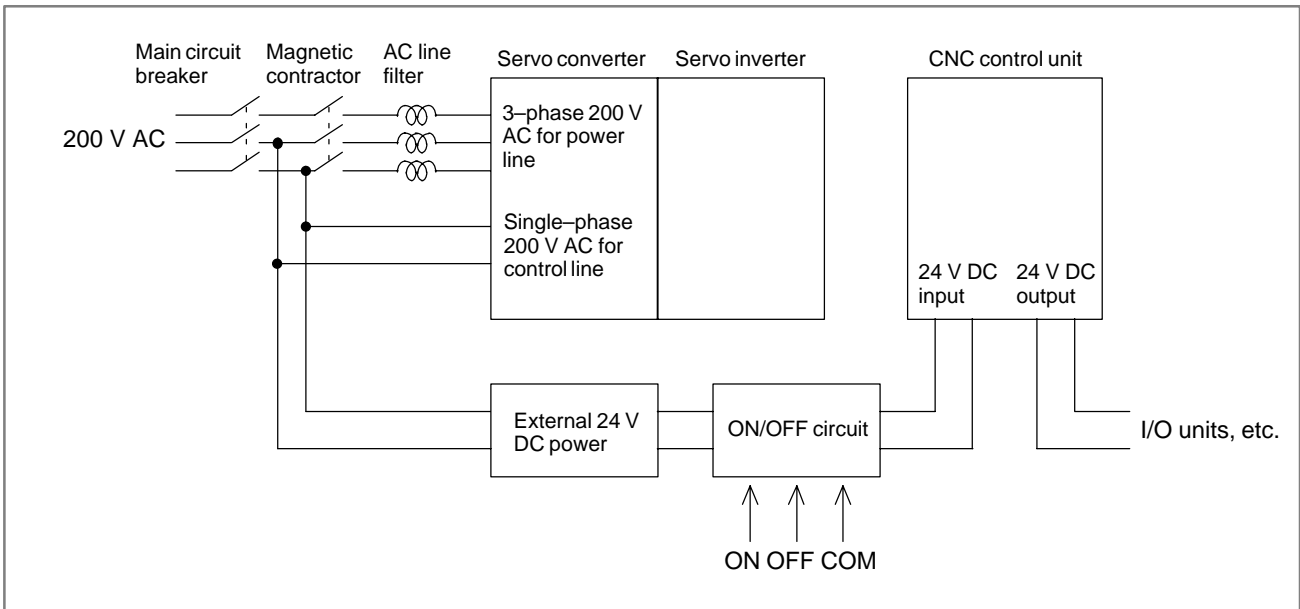 Main circuit
breaker
Magnetic
contractor
AC line
filter
Servo converter
Servo inverter
CNC control unit
200 V AC
3–phase 200 V
AC for power
line
Single–phase
200 V AC for
control line
24 V DC
input
24 V DC
output
External 24 V
DC power
ON/OFF circuit
I/O units, etc.
ON OFF COM